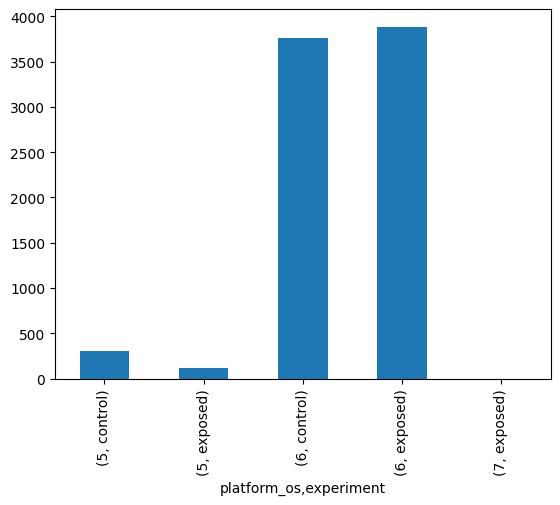 4000
3500
3000
2500
2000
1500
1000
500
0
(5, control)
(5, exposed)
(6, control)
(6, exposed)
(7, exposed)
platform_os,experiment